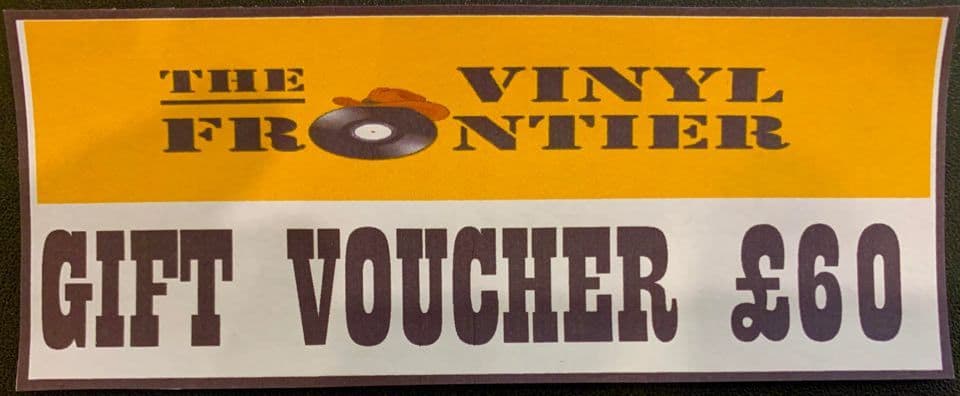 THE VINYL
FRONTIER
GIFT VOUCHER £60